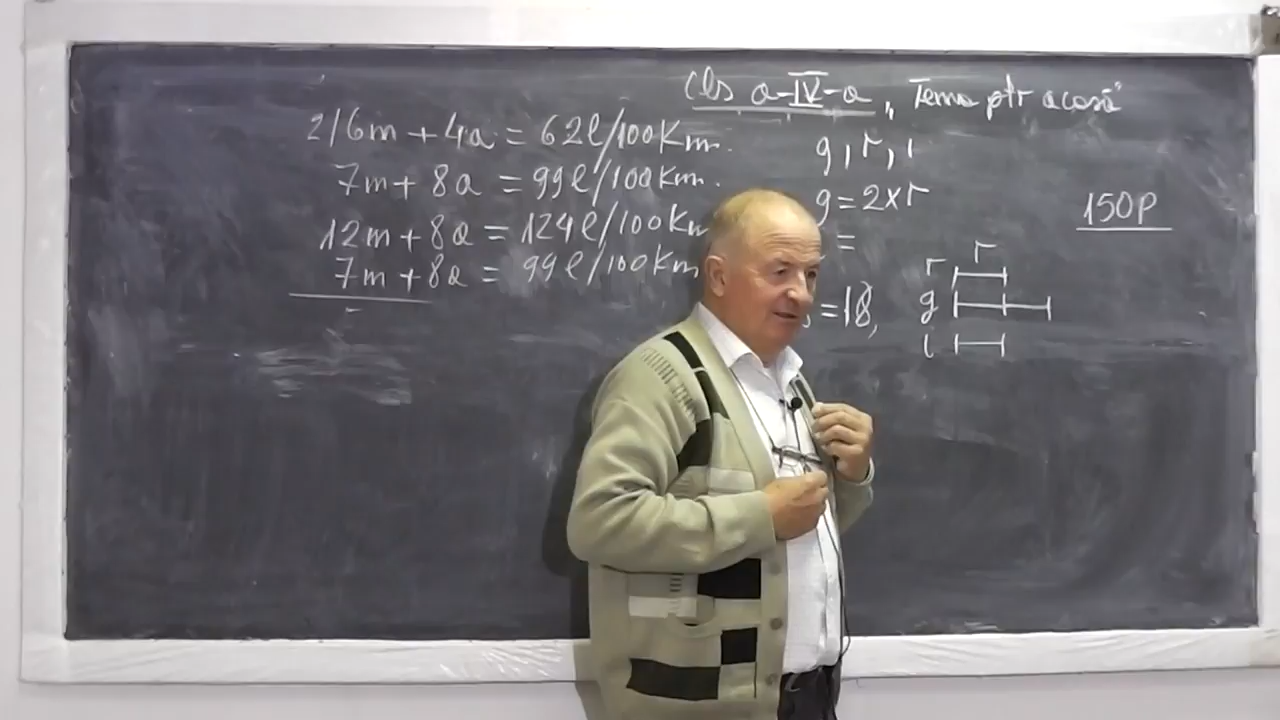 cls a-IV-a, Tema ptr acasă"
2/6m + 4a = 62l/100Km.
7m + 8a = 99l/100Km.
12m + 8a = 124l/100Km
7m + 8a = 99l/100Km
g, r, i
g = 2xr
=
=18,
150P
r
r
g
i